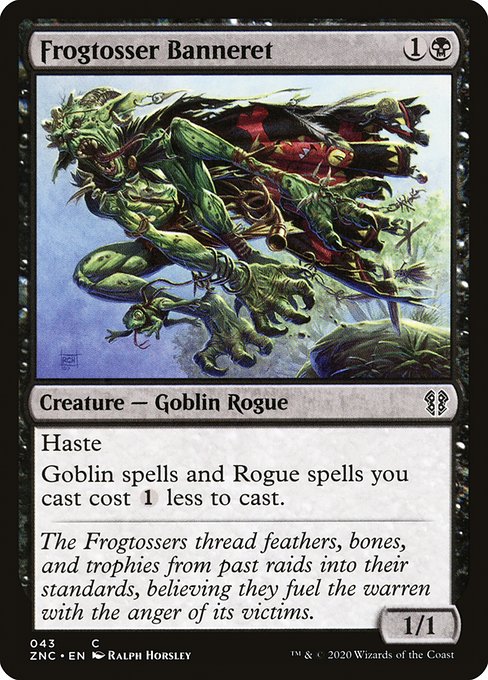 Frogtosser Banneret 1
Creature — Goblin Rogue
Haste
Goblin spells and Rogue spells you
cast cost 1 less to cast.
The Frogtossers thread feathers, bones,
and trophies from past raids into their
standards, believing they fuel the warren
with the anger of its victims.
1/1
043 C
ZNC • EN Ralph Horsley
™ & © 2020 Wizards of the Coast